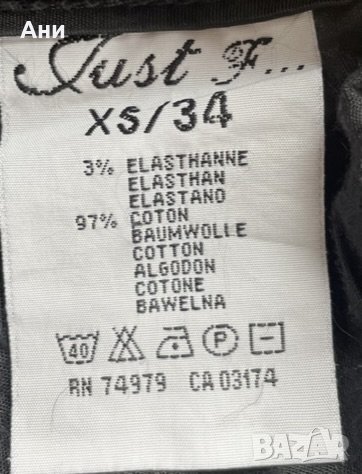 Ани
Just F...
XS/34
3% ELASTHANNE
ELASTHAN
ELASTANO
97% COTON
BAUMWOLLE
COTTON
ALGODON
COTONE
BAWELNA
40 P
RN 74979 CA 03174
BAZAR